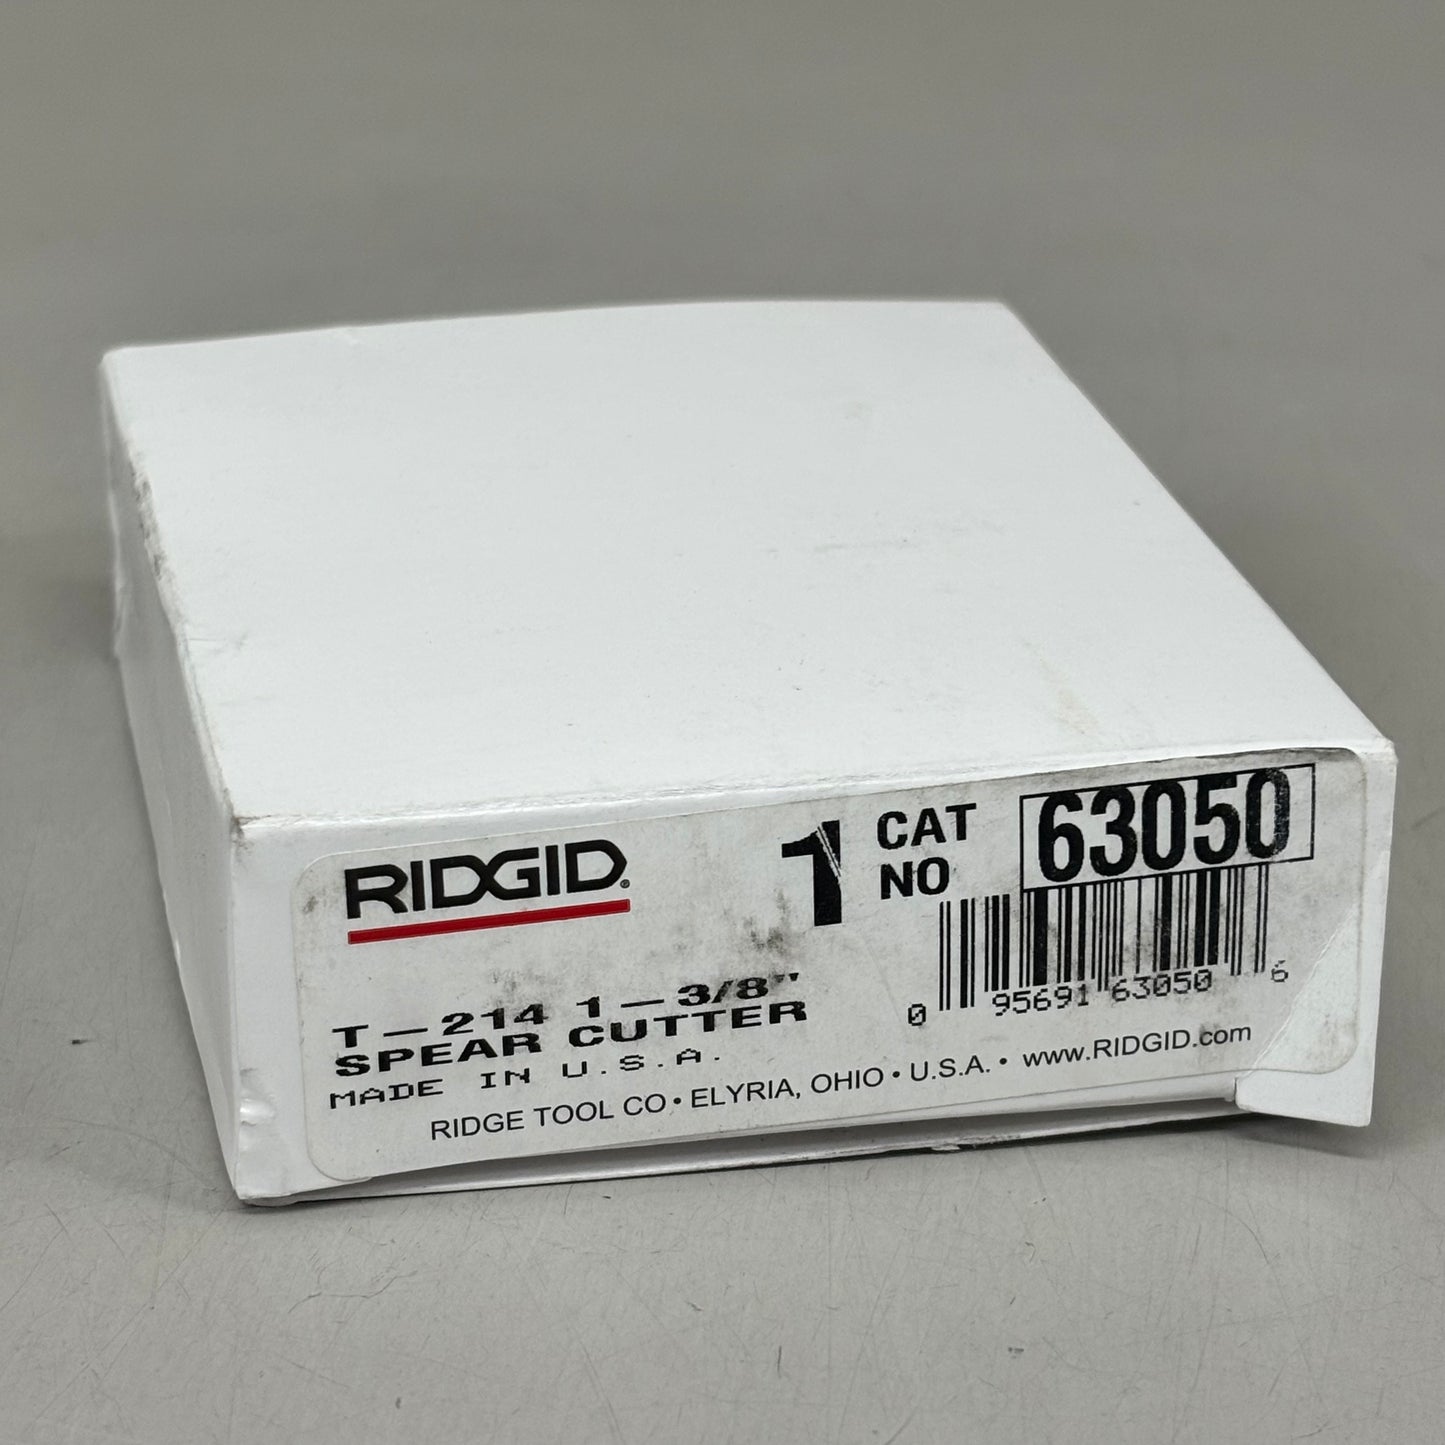 RIDGID®
1
CAT NO 63050
0 95691 63050 6
T-214 1-3/8"
SPEAR CUTTER
MADE IN U.S.A.
RIDGE TOOL CO • ELYRIA, OHIO • U.S.A. • www.RIDGID.com